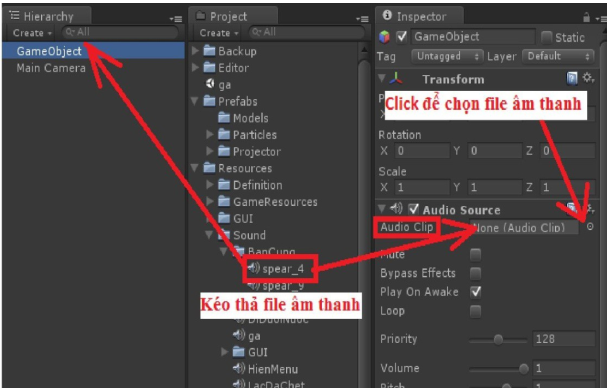 Hierarchy
Create
All
GameObject
Main Camera
Project
Create
All
Backup
Editor
ga
Prefabs
Models
Particles
Projector
Resources
Definition
GameResources
GUI
Sound
BanCung
spear_4
spear_9
Kéo thả file âm thanh
DiDuoiNuoc
ga
GUI
HienMenu
LacDaChet
Inspector
GameObject
Static
Tag Untagged Layer Default
Transform
Click để chọn file âm thanh
Rotation
X 0 Y 0 Z 0
Scale
X 1 Y 1 Z 1
Audio Source
Audio Clip None (Audio Clip)
Mute
Bypass Effects
Play On Awake
Loop
Priority 128
Volume 1
Pitch 1